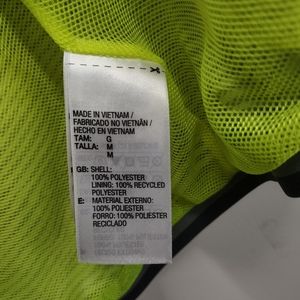 MADE IN VIETNAM /
FABRICADO NO VIETNÃ /
HECHO EN VIETNAM
TAM: G
TALLA: M
M
GB: SHELL:
100% POLYESTER
LINING: 100% RECYCLED
POLYESTER
E: MATERIAL EXTERNO:
100% POLIESTER
FORRO: 100% POLIESTER
RECICLADO